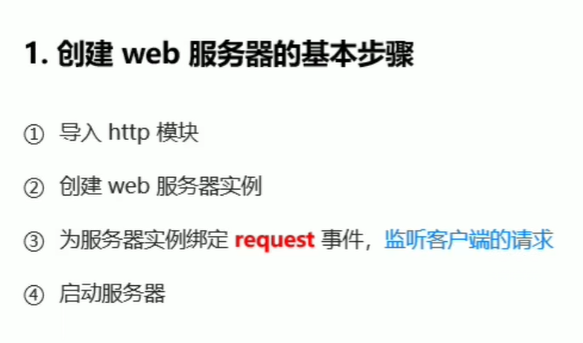 1. 创建 web 服务器的基本步骤
① 导入 http 模块
② 创建 web 服务器实例
③ 为服务器实例绑定 request 事件，监听客户端的请求
④ 启动服务器